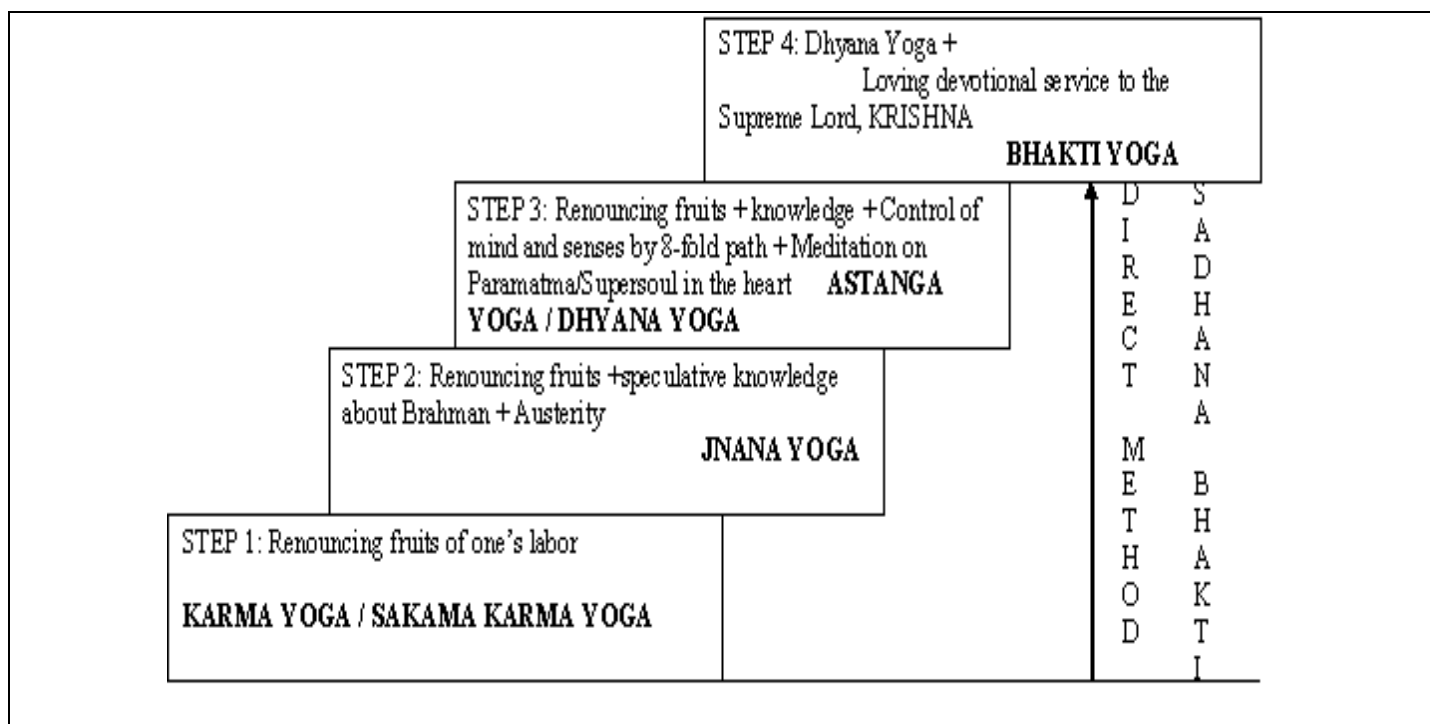 STEP 4: Dhyana Yoga +
Loving devotional service to the
Supreme Lord, KRISHNA
BHAKTI YOGA
STEP 3: Renouncing fruits + knowledge + Control of
mind and senses by 8-fold path + Meditation on
Paramatma/Supersoul in the heart ASTANGA
YOGA / DHYANA YOGA
STEP 2: Renouncing fruits +speculative knowledge
about Brahman + Austerity
JNANA YOGA
STEP 1: Renouncing fruits of one's labor
KARMA YOGA / SAKAMA KARMA YOGA
DIRECT METHOD
SADHANA BHAKTI